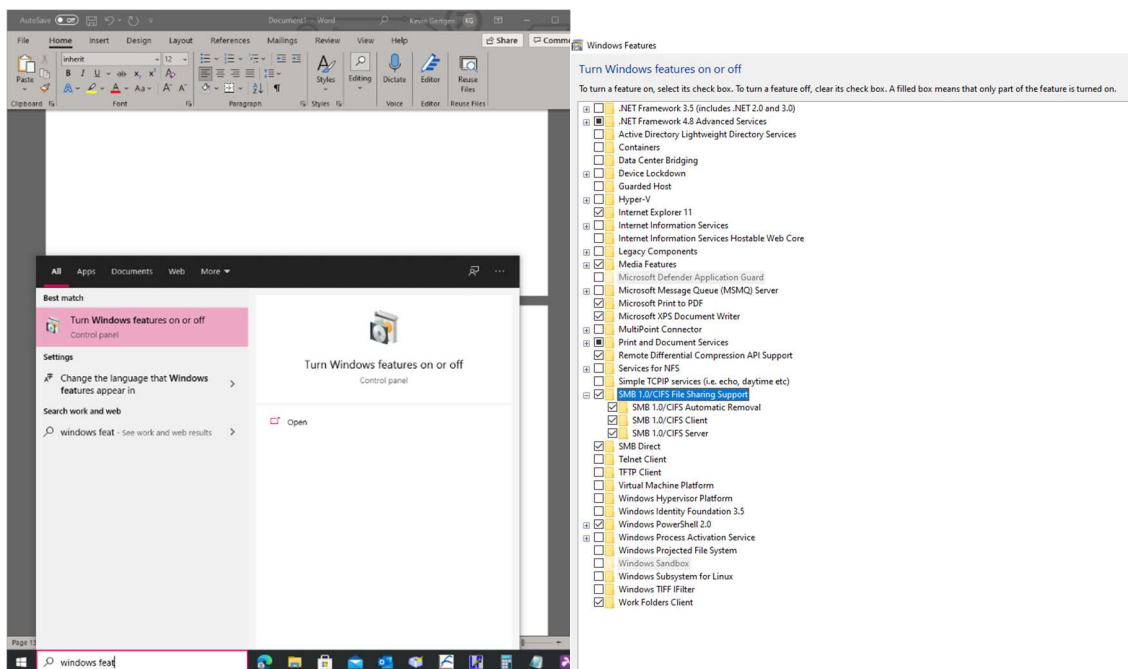 AutoSave Off Document1 - Word Kevin Gertgen KG
File Home Insert Design Layout References Mailings Review View Help Share Comme
inherit 12
Paste
B I U ab x₂ x² A
A Aa A^ A˅
Styles Editing Dictate Editor Reuse Files
Clipboard Font Paragraph Styles Voice Editor Reuse Files
All Apps Documents Web More
Best match
Turn Windows features on or off
Control panel
Settings
Change the language that Windows
features appear in
Search work and web
windows feat - See work and web results
Turn Windows features on or off
Control panel
Open
Page 13
windows feat
Windows Features
Turn Windows features on or off
To turn a feature on, select its check box. To turn a feature off, clear its check box. A filled box means that only part of the feature is turned on.
.NET Framework 3.5 (includes .NET 2.0 and 3.0)
.NET Framework 4.8 Advanced Services
Active Directory Lightweight Directory Services
Containers
Data Center Bridging
Device Lockdown
Guarded Host
Hyper-V
Internet Explorer 11
Internet Information Services
Internet Information Services Hostable Web Core
Legacy Components
Media Features
Microsoft Defender Application Guard
Microsoft Message Queue (MSMQ) Server
Microsoft Print to PDF
Microsoft XPS Document Writer
MultiPoint Connector
Print and Document Services
Remote Differential Compression API Support
Services for NFS
Simple TCPIP services (i.e. echo, daytime etc)
SMB 1.0/CIFS File Sharing Support
SMB 1.0/CIFS Automatic Removal
SMB 1.0/CIFS Client
SMB 1.0/CIFS Server
SMB Direct
Telnet Client
TFTP Client
Virtual Machine Platform
Windows Hypervisor Platform
Windows Identity Foundation 3.5
Windows PowerShell 2.0
Windows Process Activation Service
Windows Projected File System
Windows Sandbox
Windows Subsystem for Linux
Windows TIFF IFilter
Work Folders Client